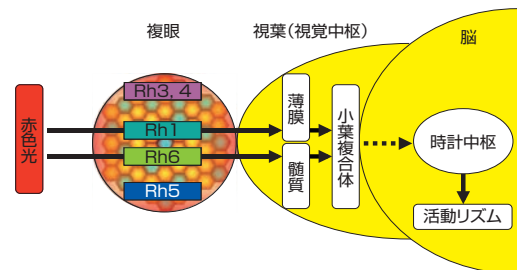 複眼
視葉(視覚中枢)
脳
赤色光
Rh3, 4
Rh1
Rh6
Rh5
薄膜
髄質
小葉複合体
時計中枢
活動リズム